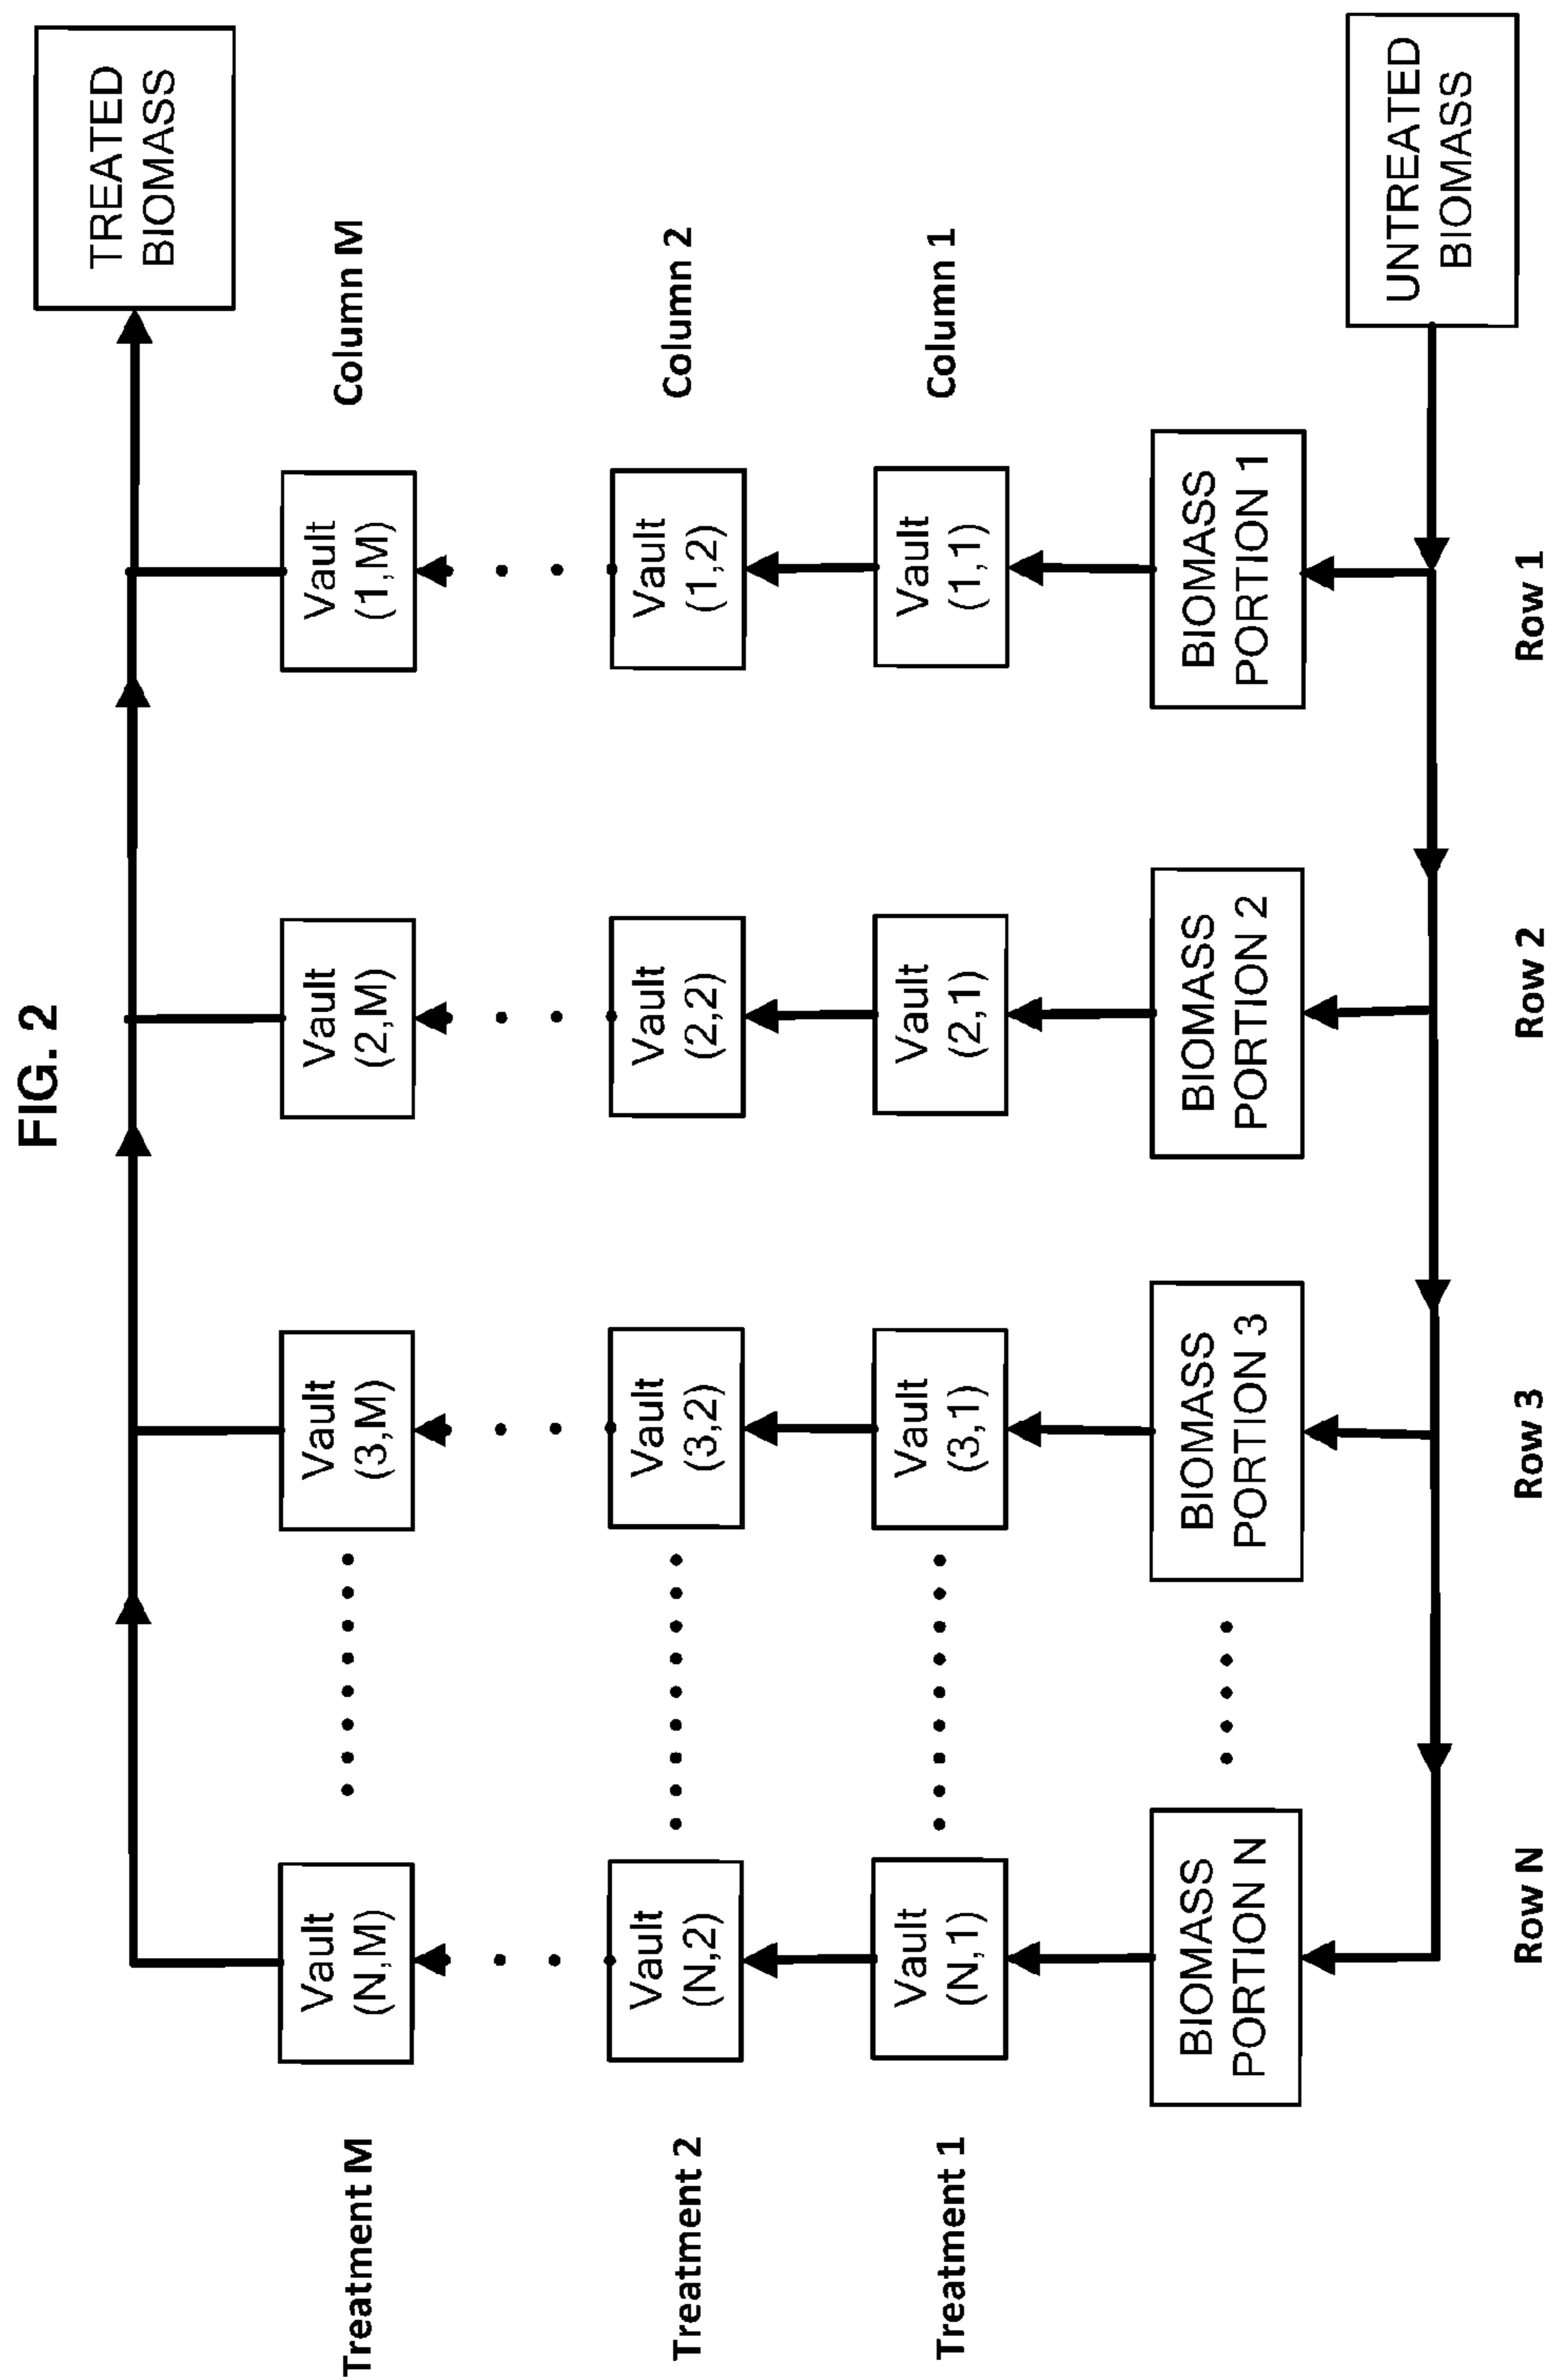 FIG. 2
TREATED
BIOMASS
Treatment M
Vault
(N,M)
Vault
(3,M)
Vault
(2,M)
Vault
(1,M)
Column M
Treatment 2
Vault
(N,2)
Vault
(3,2)
Vault
(2,2)
Vault
(1,2)
Column 2
Treatment 1
Vault
(N,1)
Vault
(3,1)
Vault
(2,1)
Vault
(1,1)
Column 1
BIOMASS
PORTION N
BIOMASS
PORTION 3
BIOMASS
PORTION 2
BIOMASS
PORTION 1
UNTREATED
BIOMASS
Row N
Row 3
Row 2
Row 1